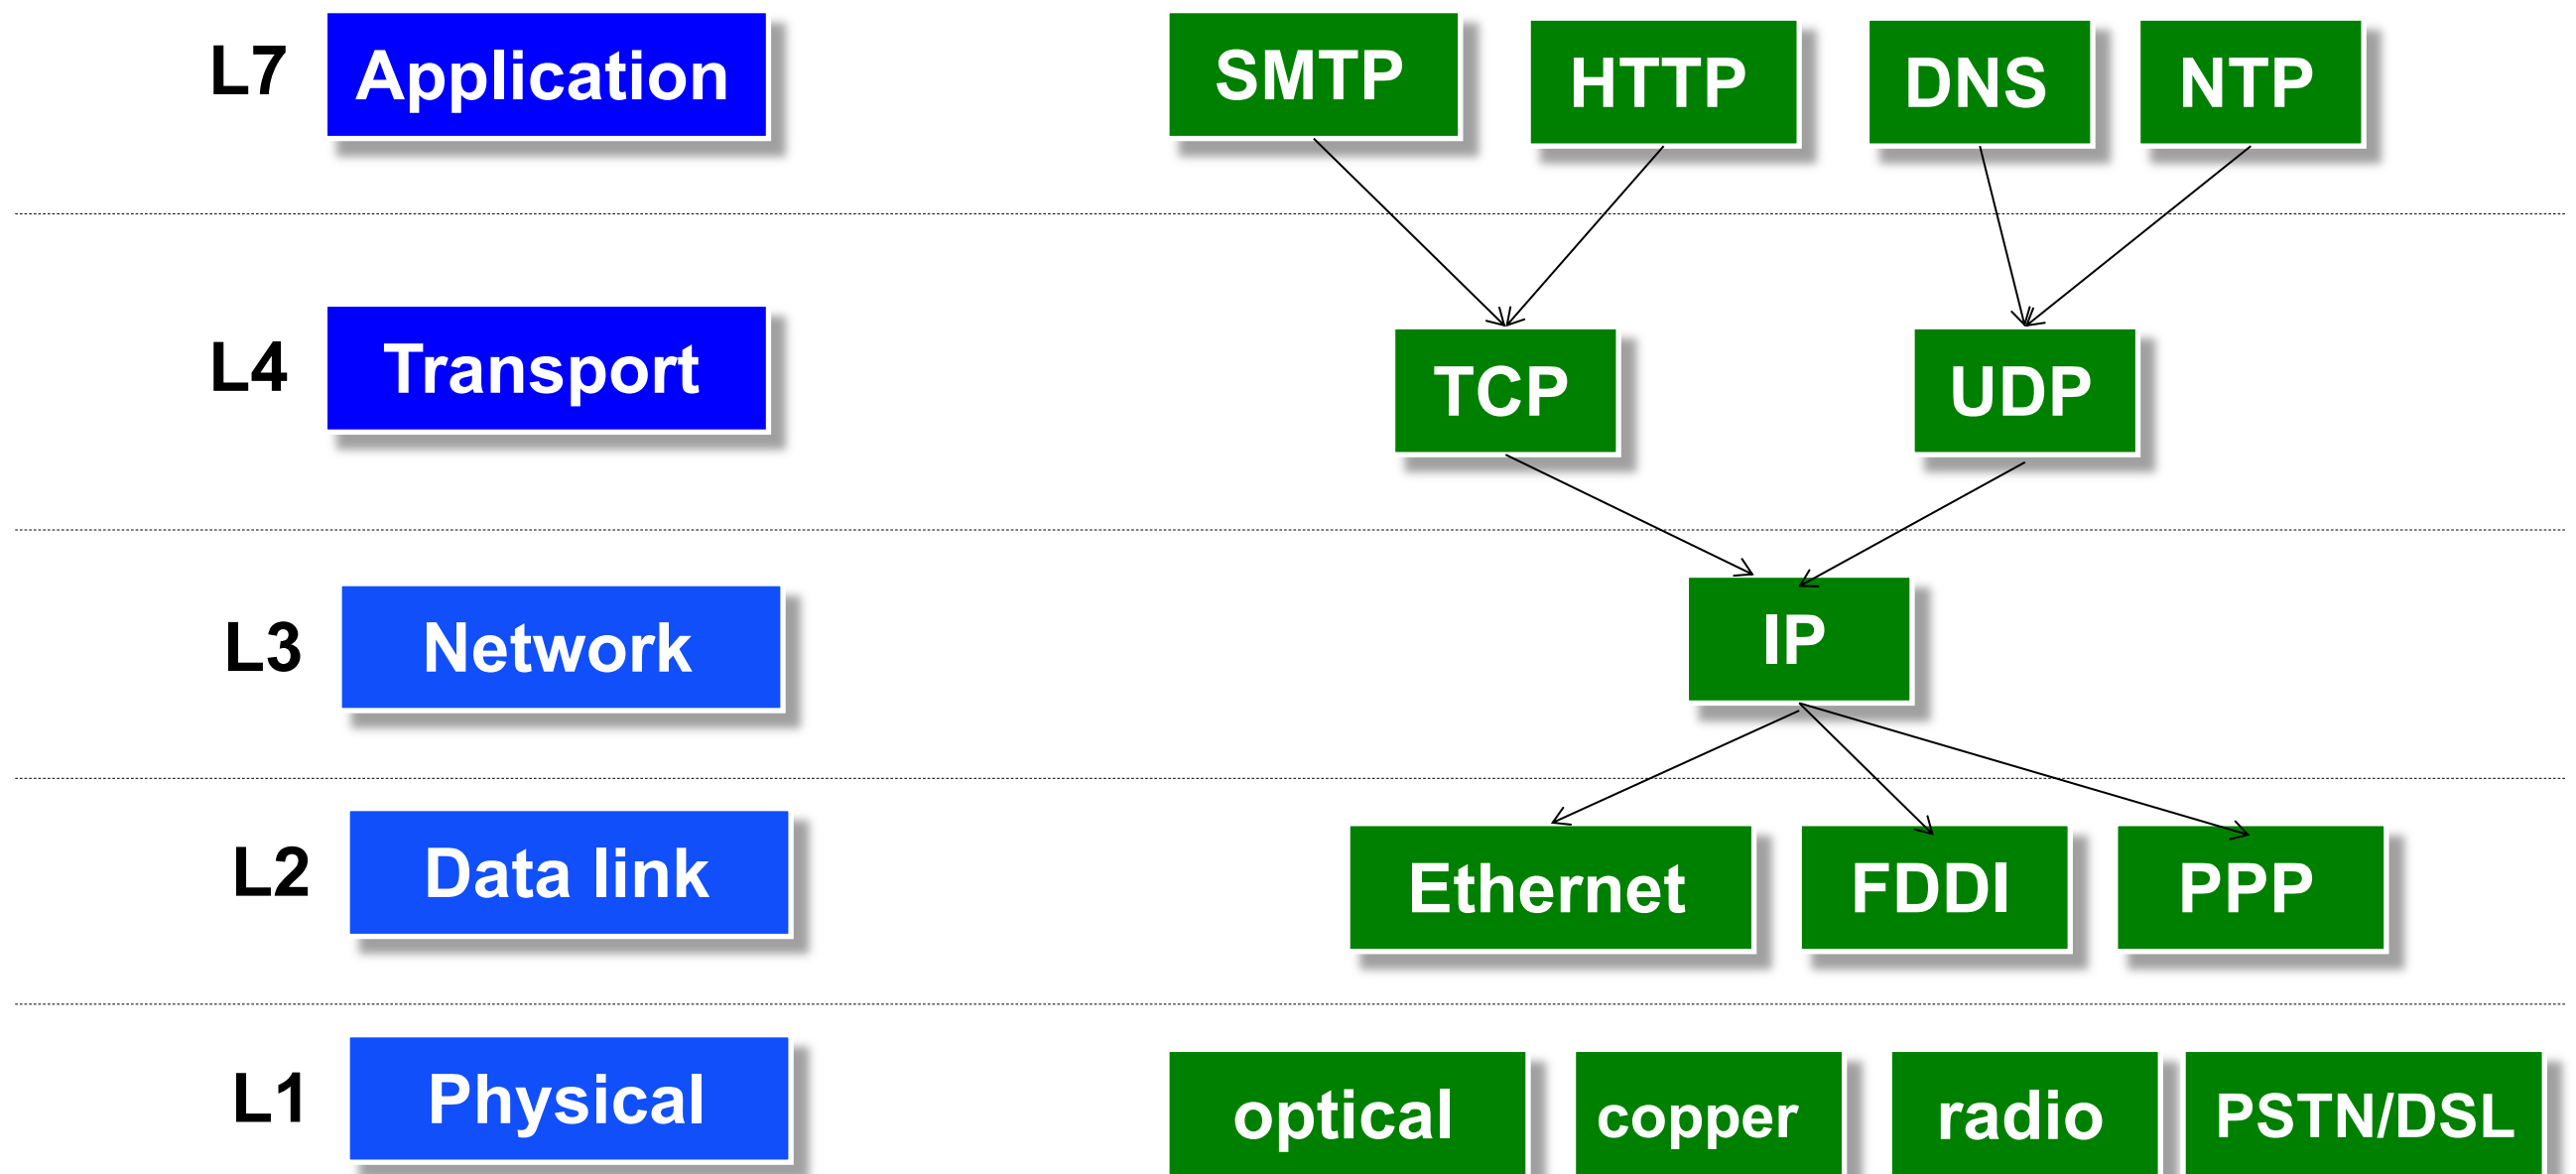 L7 Application SMTP HTTP DNS NTP
L4 Transport TCP UDP
L3 Network IP
L2 Data link Ethernet FDDI PPP
L1 Physical optical copper radio PSTN/DSL